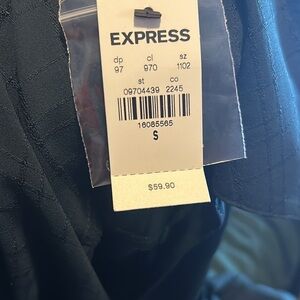 EXPRESS
dp cl sz
97 970 1102
st co
09704439 2245
16085565
S
$59.90